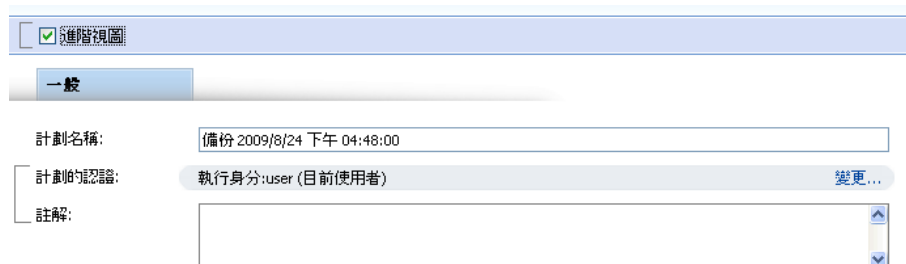 進階視圖
一般
計劃名稱: 備份 2009/8/24 下午 04:48:00
計劃的認證: 執行身分:user (目前使用者) 變更...
註解: